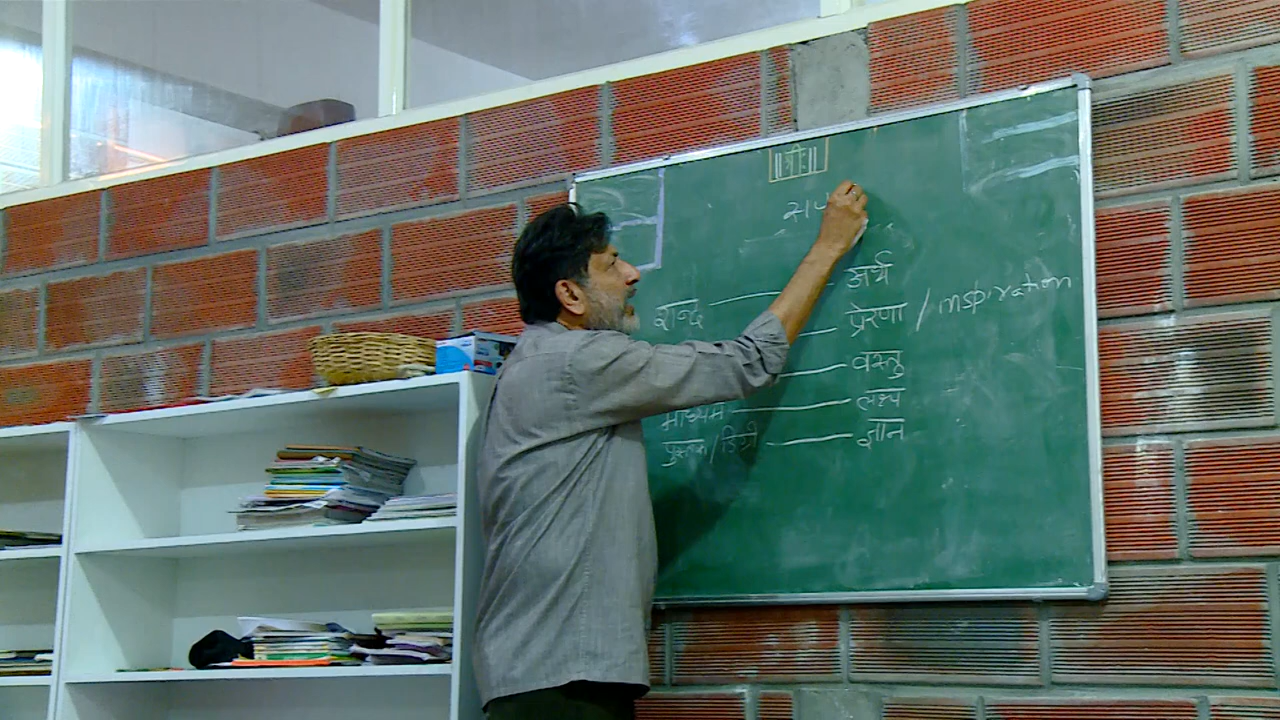 ॥श्रीः॥
शब्द — अर्थ
— प्रेरणा / inspiration
— वस्तु
माध्यम — लक्ष्य
पुस्तक / डिग्री — ज्ञान